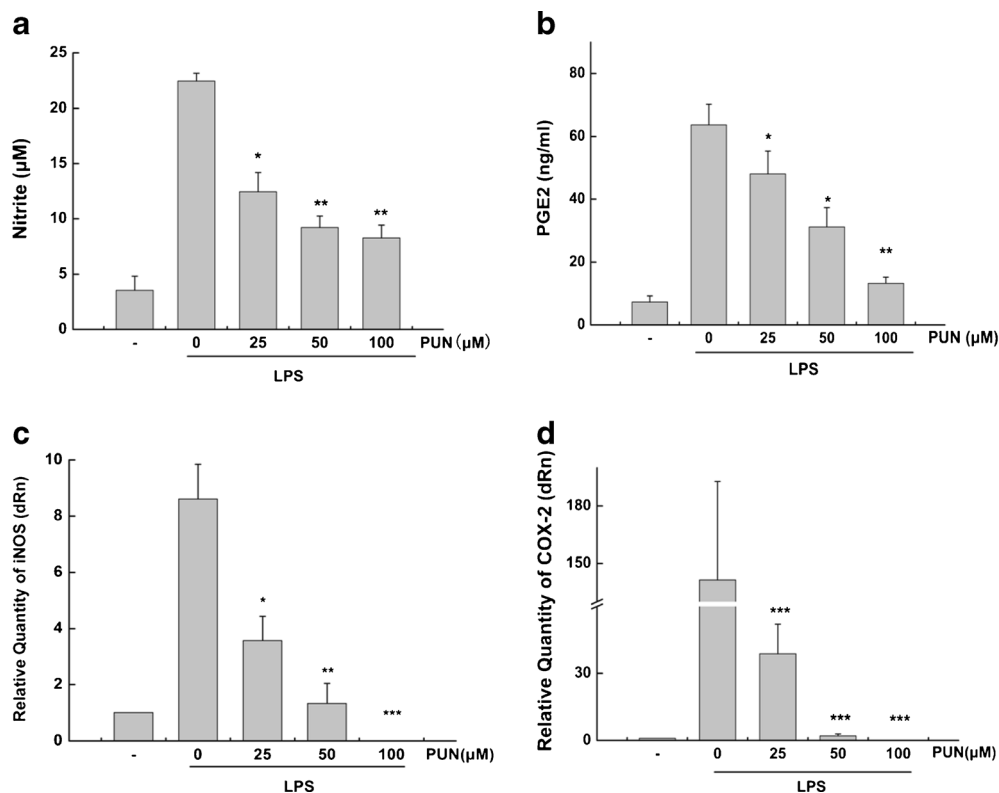 a
Nitrite (µM)
25
20
15
10
5
0
*
**
**
- 0 25 50 100 PUN (µM)
LPS
b
PGE2 (ng/ml)
80
60
40
20
0
*
*
**
- 0 25 50 100 PUN (µM)
LPS
c
Relative Quantity of iNOS (dRn)
10
8
6
4
2
0
*
**
***
- 0 25 50 100 PUN(µM)
LPS
d
Relative Quantity of COX-2 (dRn)
180
150
30
0
***
***
***
- 0 25 50 100 PUN(µM)
LPS